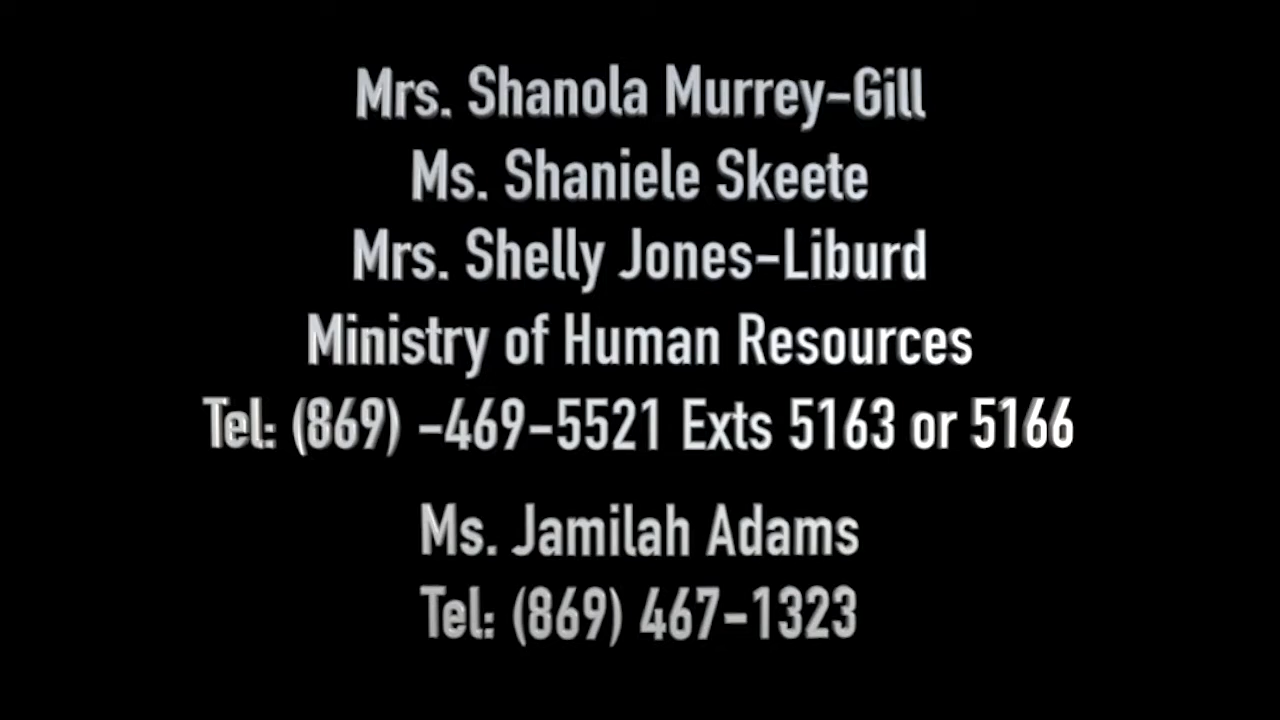 Mrs. Shanola Murrey-Gill
Ms. Shaniele Skeete
Mrs. Shelly Jones-Liburd
Ministry of Human Resources
Tel: (869) -469-5521 Exts 5163 or 5166
Ms. Jamilah Adams
Tel: (869) 467-1323